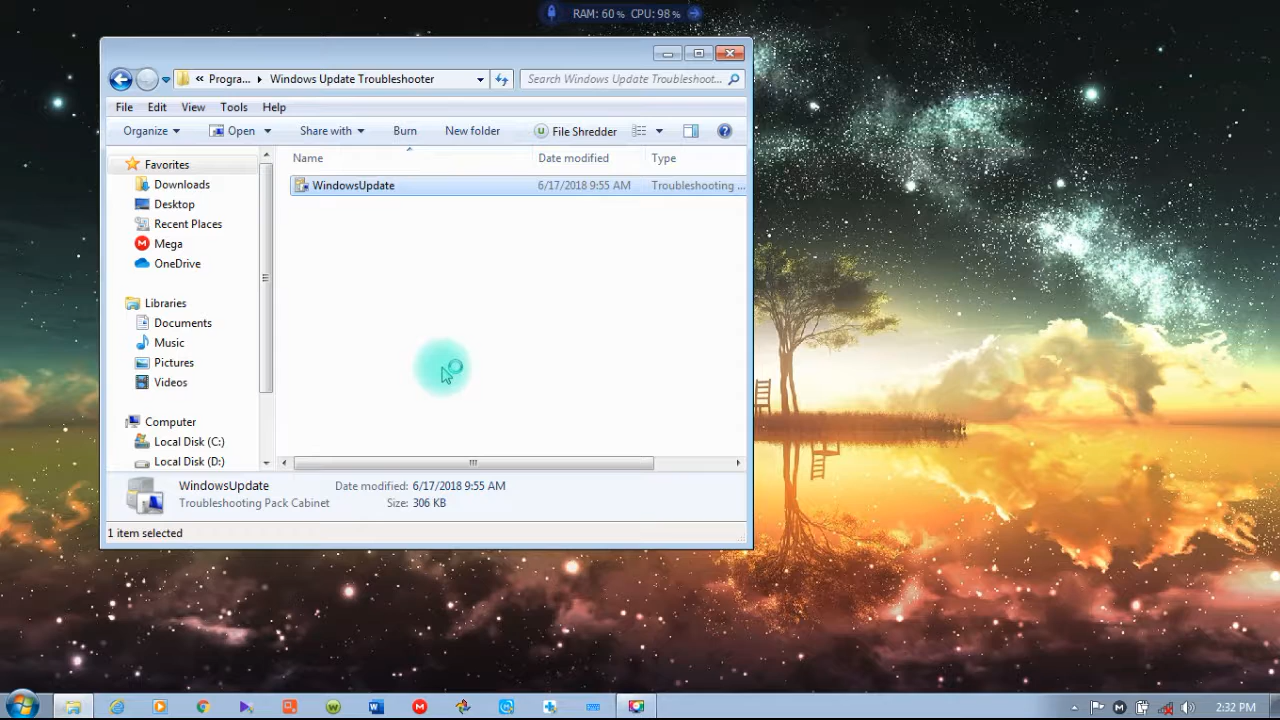 RAM: 60 % CPU: 98 %
« Progra... ▸ Windows Update Troubleshooter
Search Windows Update Troubleshoot...
File Edit View Tools Help
Organize Open Share with Burn New folder File Shredder
Name Date modified Type
Favorites
Downloads
Desktop
Recent Places
Mega
OneDrive
Libraries
Documents
Music
Pictures
Videos
Computer
Local Disk (C:)
Local Disk (D:)
WindowsUpdate 6/17/2018 9:55 AM Troubleshooting ...
WindowsUpdate Date modified: 6/17/2018 9:55 AM
Troubleshooting Pack Cabinet Size: 306 KB
1 item selected
2:32 PM